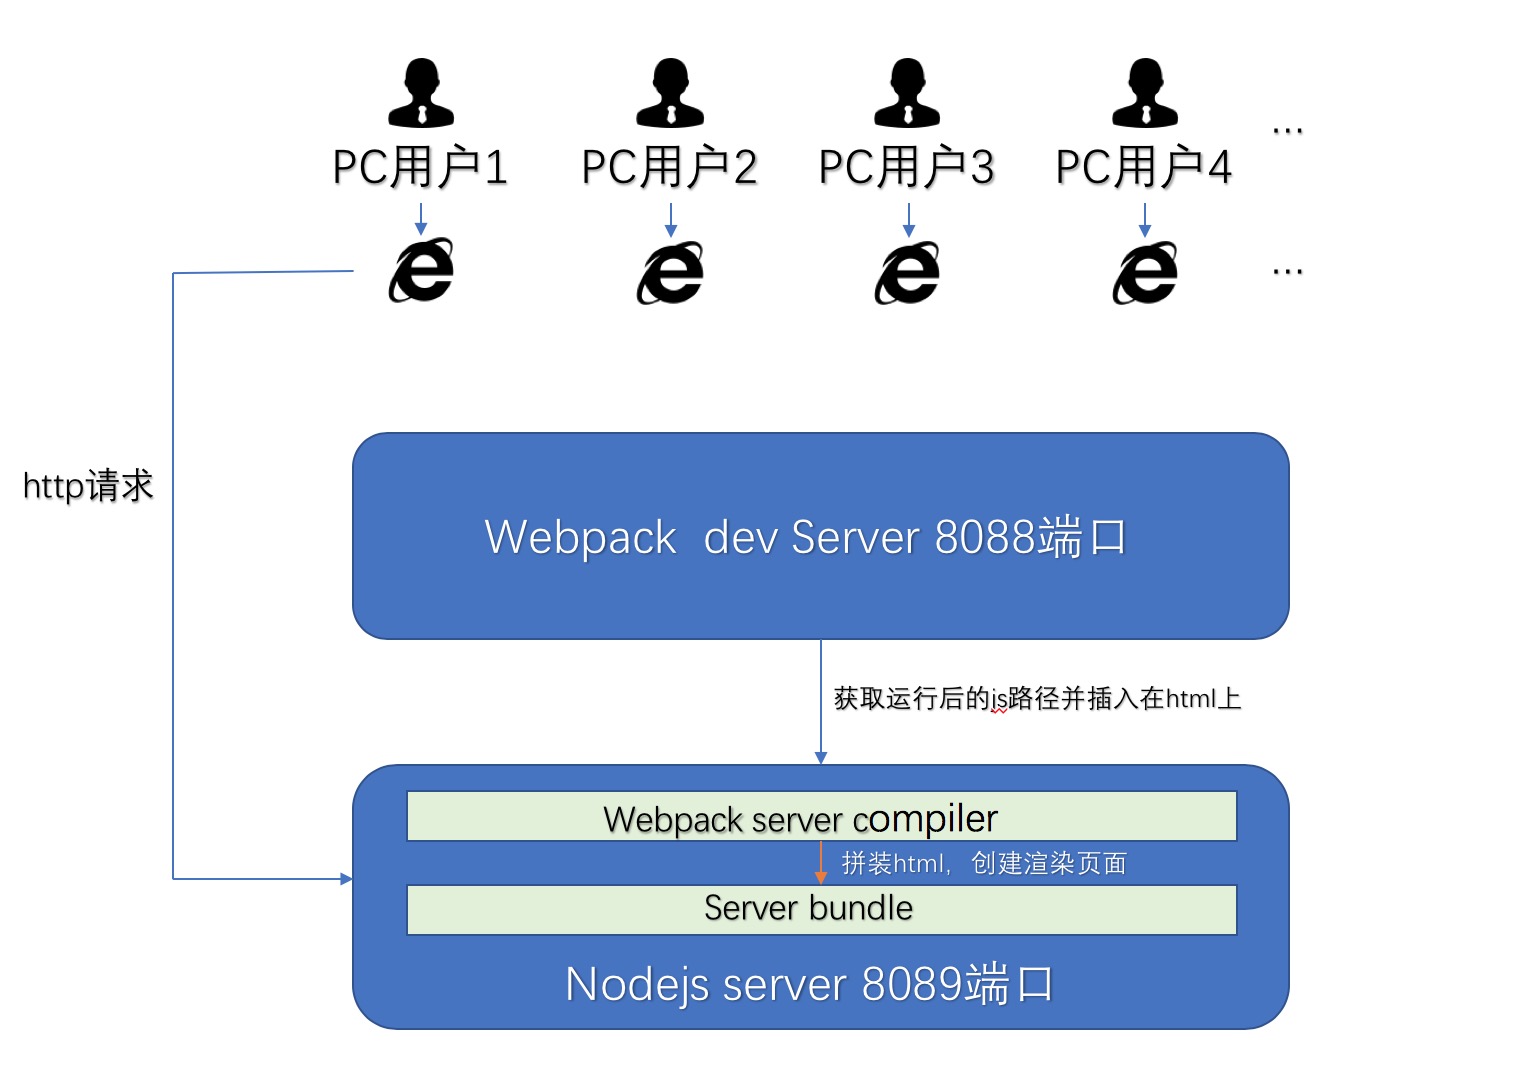 PC用户1
PC用户2
PC用户3
PC用户4
...
...
http请求
Webpack  dev Server 8088端口
获取运行后的js路径并插入在html上
Webpack server compiler
拼装html，创建渲染页面
Server bundle
Nodejs server 8089端口